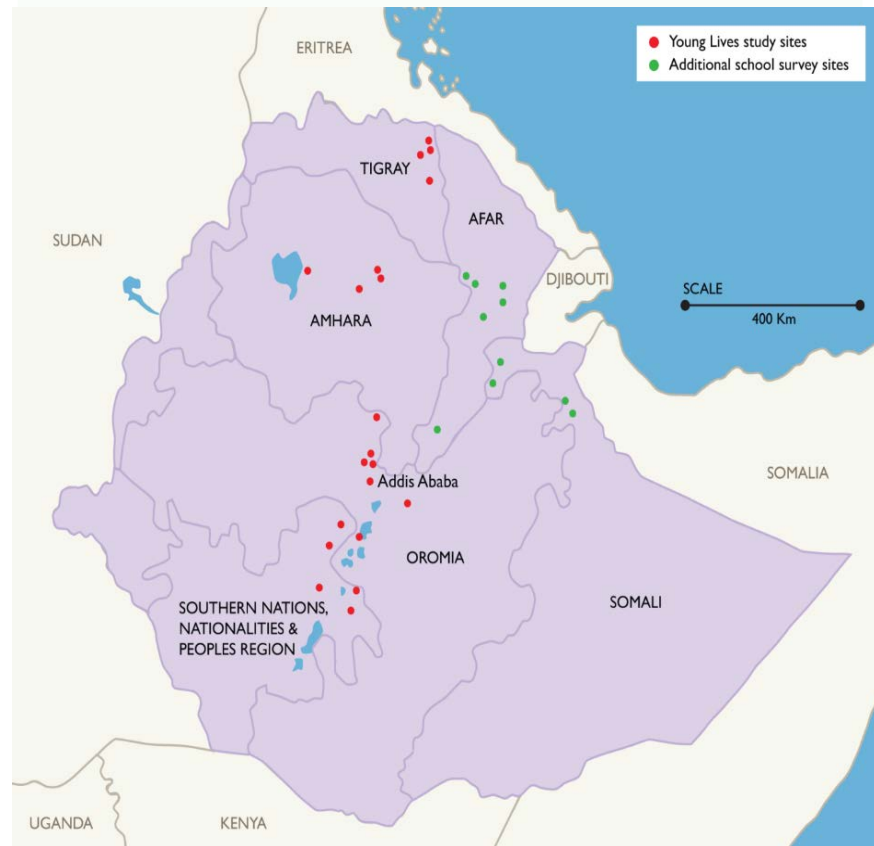 ERITREA
Young Lives study sites
Additional school survey sites
TIGRAY
AFAR
SUDAN
DJIBOUTI
SCALE
400 Km
AMHARA
Addis Ababa
SOMALIA
OROMIA
SOMALI
SOUTHERN NATIONS,
NATIONALITIES &
PEOPLES REGION
UGANDA
KENYA